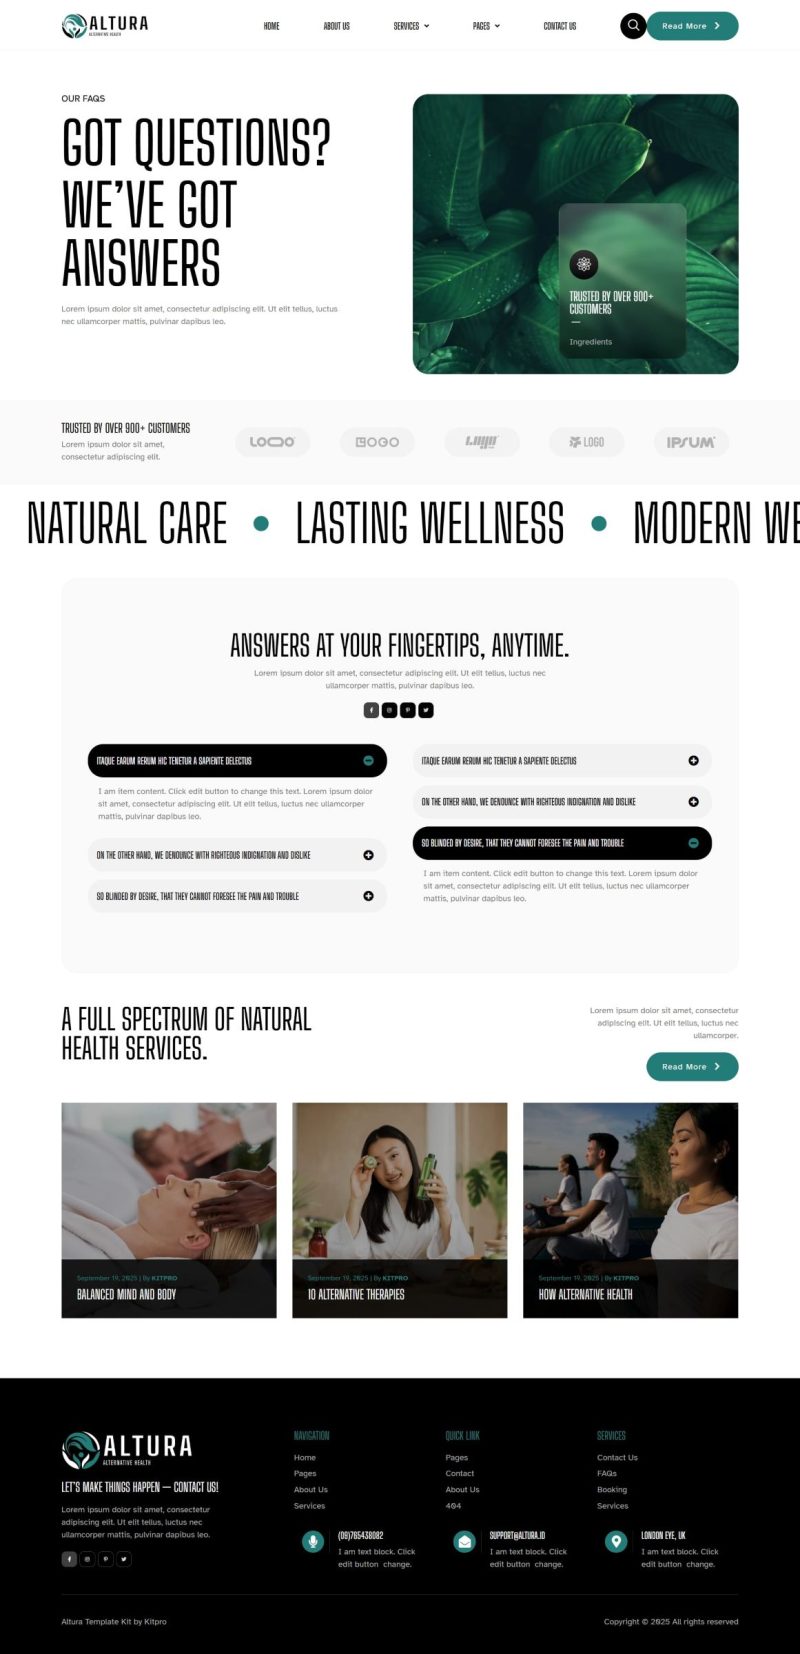 ALTURA
ALTERNATIVE HEALTH
HOME
ABOUT US
SERVICES
PAGES
CONTACT US
Read More
OUR FAQS
GOT QUESTIONS?
WE'VE GOT
ANSWERS
Lorem ipsum dolor sit amet, consectetur adipiscing elit. Ut elit tellus, luctus
nec ullamcorper mattis, pulvinar dapibus leo.
TRUSTED BY OVER 900+
CUSTOMERS
Ingredients
TRUSTED BY OVER 900+ CUSTOMERS
Lorem ipsum dolor sit amet,
consectetur adipiscing elit.
LOGO
IPSUM
NATURAL CARE
LASTING WELLNESS
MODERN WE
ANSWERS AT YOUR FINGERTIPS, ANYTIME.
Lorem ipsum dolor sit amet, consectetur adipiscing elit. Ut elit tellus, luctus nec
ullamcorper mattis, pulvinar dapibus leo.
ITAQUE EARUM RERUM HIC TENETUR A SAPIENTE DELECTUS
I am item content. Click edit button to change this text. Lorem ipsum dolor
sit amet, consectetur adipiscing elit. Ut elit tellus, luctus nec ullamcorper
mattis, pulvinar dapibus leo.
ON THE OTHER HAND, WE DENOUNCE WITH RIGHTEOUS INDIGNATION AND DISLIKE
SO BLINDED BY DESIRE, THAT THEY CANNOT FORESEE THE PAIN AND TROUBLE
ITAQUE EARUM RERUM HIC TENETUR A SAPIENTE DELECTUS
ON THE OTHER HAND, WE DENOUNCE WITH RIGHTEOUS INDIGNATION AND DISLIKE
SO BLINDED BY DESIRE, THAT THEY CANNOT FORESEE THE PAIN AND TROUBLE
I am item content. Click edit button to change this text. Lorem ipsum dolor
sit amet, consectetur adipiscing elit. Ut elit tellus, luctus nec ullamcorper
mattis, pulvinar dapibus leo.
A FULL SPECTRUM OF NATURAL
HEALTH SERVICES.
Lorem ipsum dolor sit amet, consectetur
adipiscing elit. Ut elit tellus, luctus nec
ullamcorper.
Read More
September 19, 2025 | By KITPRO
BALANCED MIND AND BODY
September 19, 2025 | By KITPRO
10 ALTERNATIVE THERAPIES
September 19, 2025 | By KITPRO
HOW ALTERNATIVE HEALTH
ALTURA
ALTERNATIVE HEALTH
LET'S MAKE THINGS HAPPEN — CONTACT US!
Lorem ipsum dolor sit amet, consectetur
adipiscing elit. Ut elit tellus, luctus nec
ullamcorper mattis, pulvinar dapibus leo.
NAVIGATION
Home
Pages
About Us
Services
QUICK LINK
Pages
Contact
About Us
404
SERVICES
Contact Us
FAQs
Booking
Services
(09)765438082
I am text block. Click
edit button change.
SUPPORT@ALTURA.ID
I am text block. Click
edit button change.
LONDON EYE, UK
I am text block. Click
edit button change.
Altura Template Kit by Kitpro
Copyright © 2025 All rights reserved